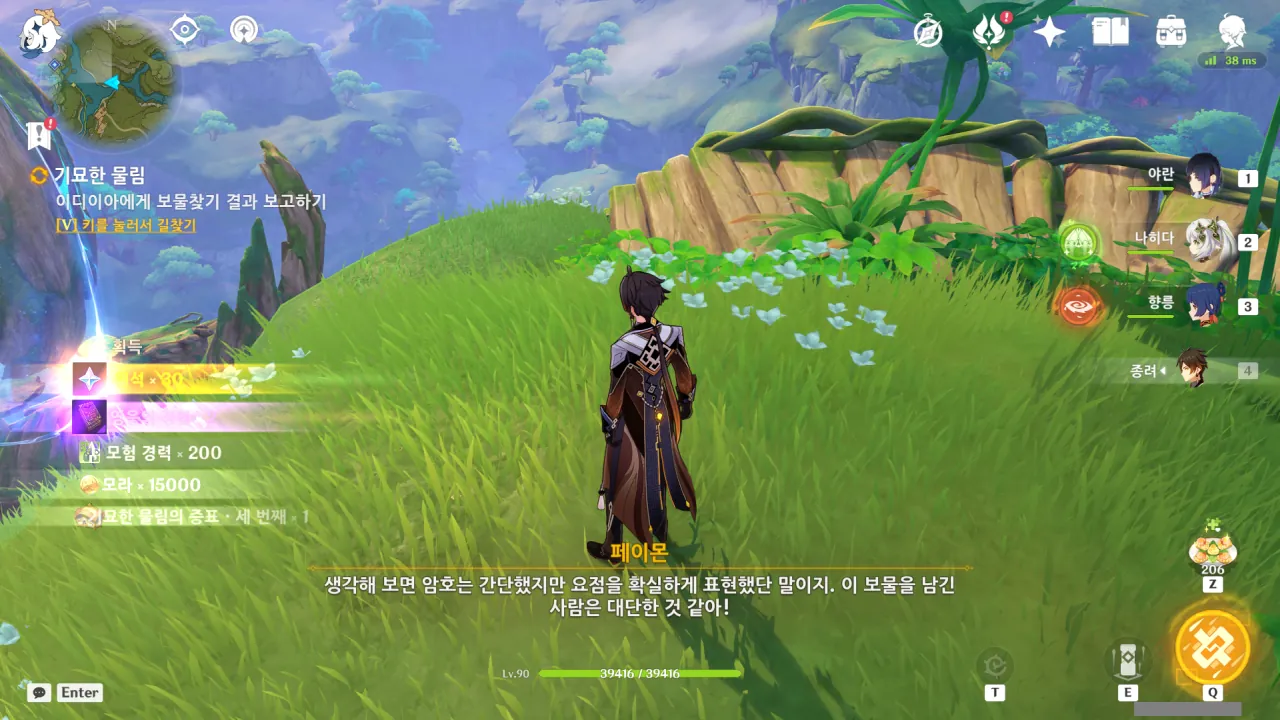 N
38 ms
기묘한 물림
이디이아에게 보물찾기 결과 보고하기
[V] 키를 눌러서 길찾기
야란
1
나히다
2
향릉
3
종려
4
획득
석 × 30
모험 경력 × 200
모라 × 15000
기묘한 물림의 증표 · 세 번째 × 1
페이몬
생각해 보면 암호는 간단했지만 요점을 확실하게 표현했단 말이지. 이 보물을 남긴
사람은 대단한 것 같아!
206
Z
Lv.90
39416 / 39416
T
E
Q
Enter